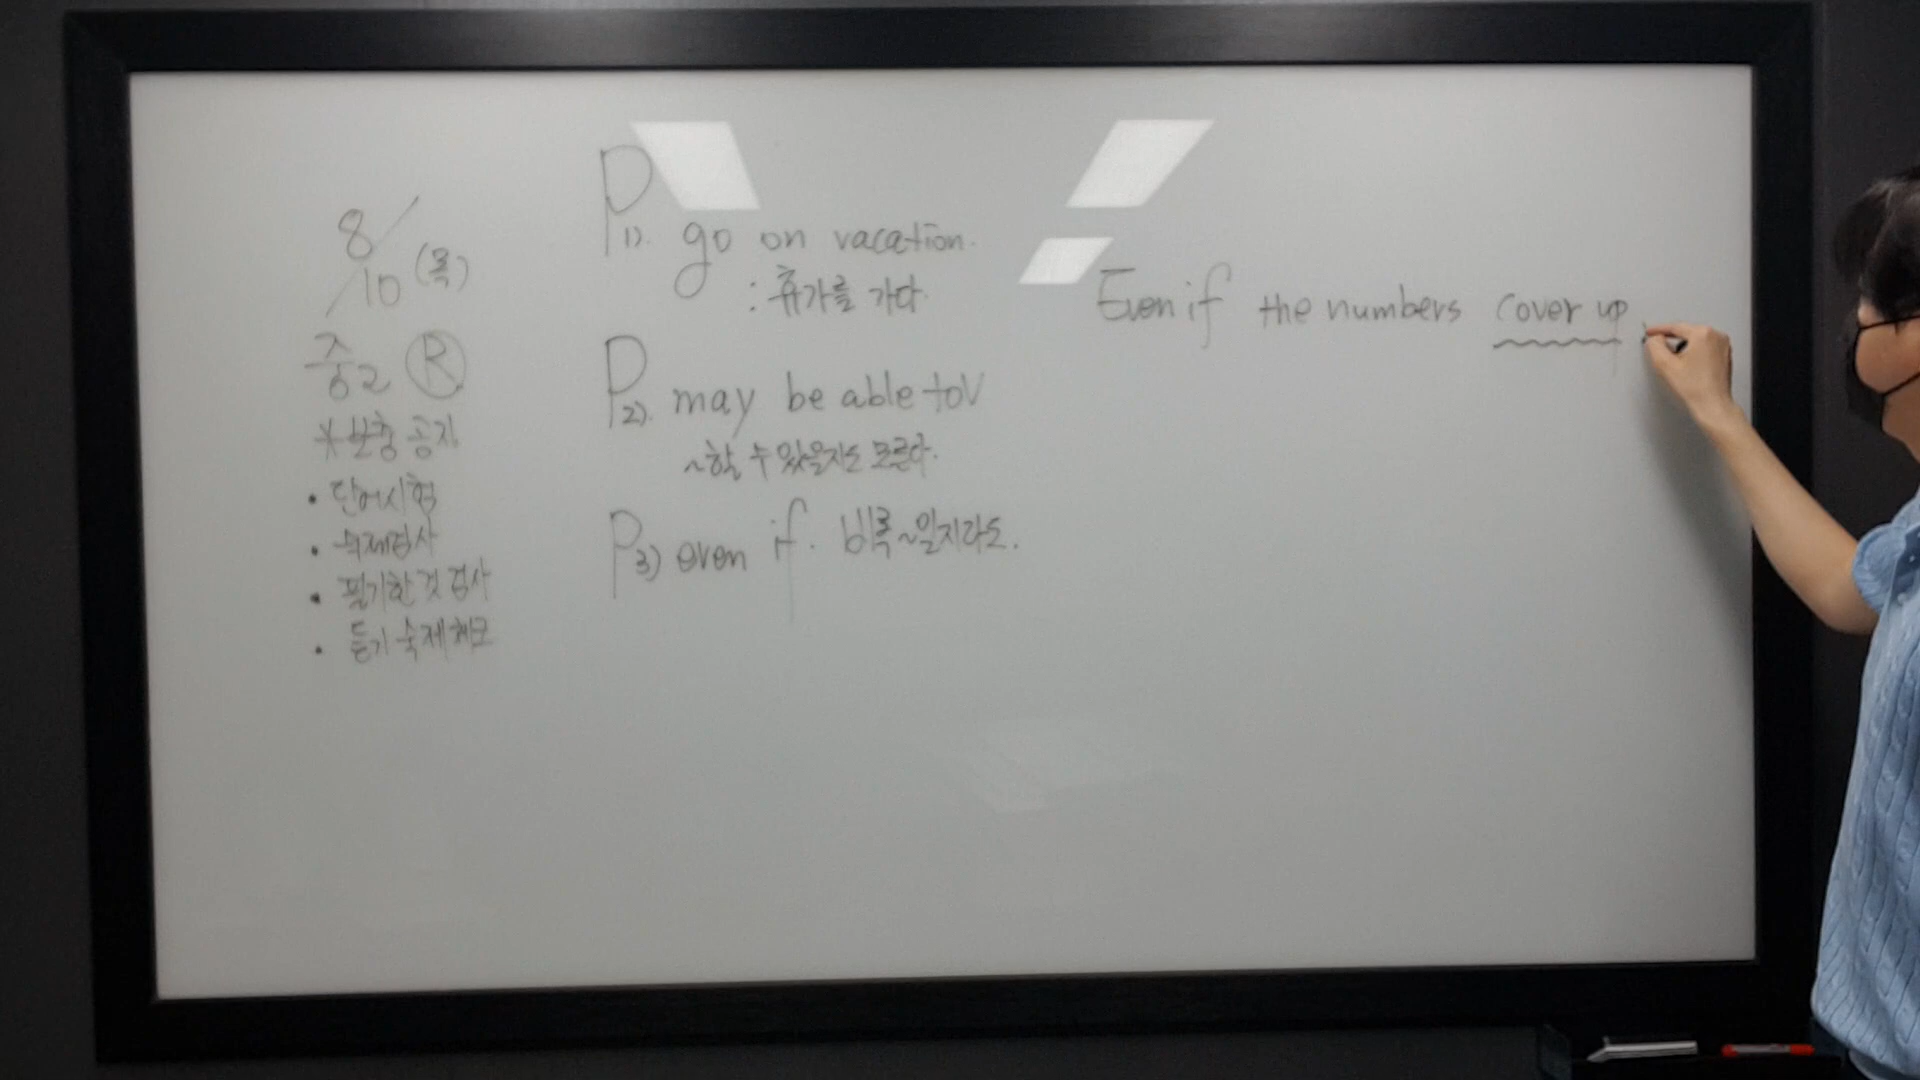 8/10 (목)
중2 Ⓡ
*보충 공지
• 단어시험
• 숙제검사
• 필기한 것 검사
• 듣기 숙제 체크
P1). go on vacation.
: 휴가를 가다.
P2). may be able to V
~할 수 있을지도 모른다.
P3) even if. 비록~일지라도.
Even if the numbers cover up